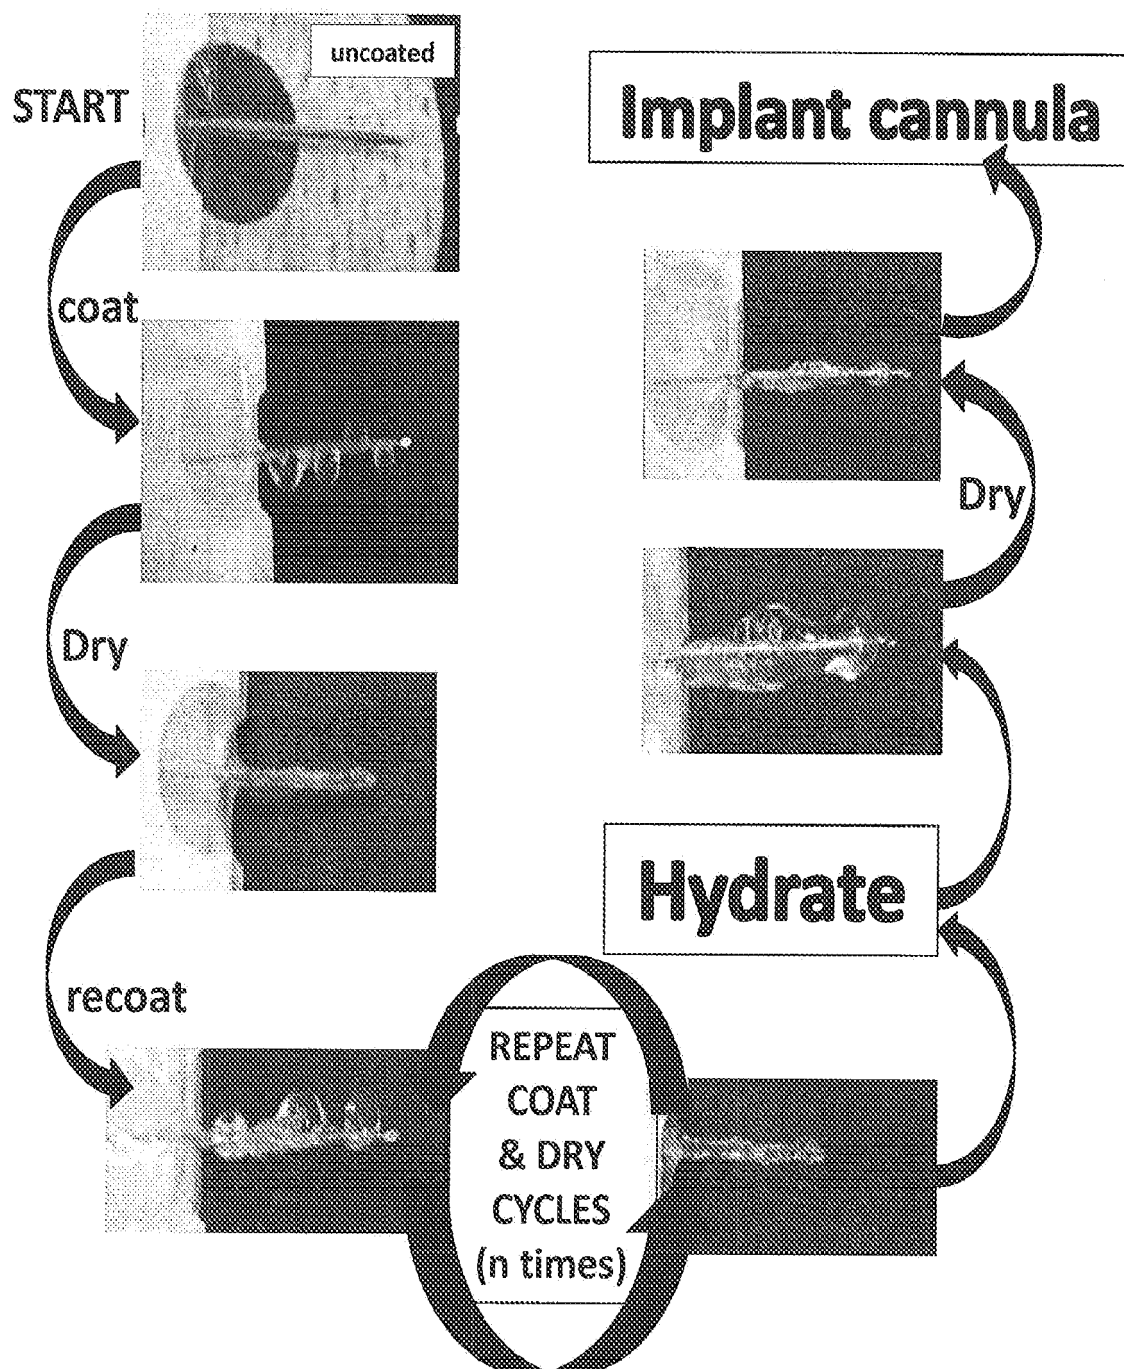 uncoated
START
coat
Dry
recoat
REPEAT
COAT
& DRY
CYCLES
(n times)
Hydrate
Dry
Implant cannula